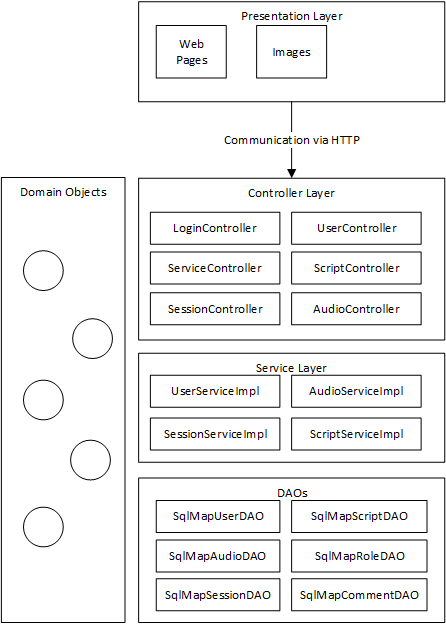 Presentation Layer
Web
Pages
Images
Communication via HTTP
Domain Objects
Controller Layer
LoginController
UserController
ServiceController
ScriptController
SessionController
AudioController
Service Layer
UserServiceImpl
AudioServiceImpl
SessionServiceImpl
ScriptServiceImpl
DAOs
SqlMapUserDAO
SqlMapScriptDAO
SqlMapAudioDAO
SqlMapRoleDAO
SqlMapSessionDAO
SqlMapCommentDAO